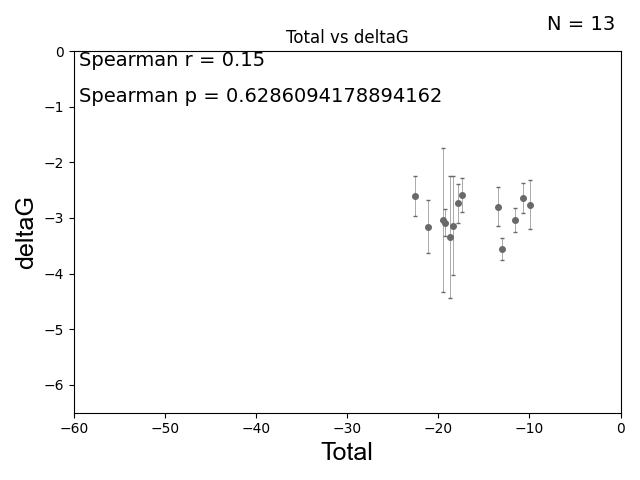 N = 13
Total vs deltaG
Spearman r = 0.15
Spearman p = 0.6286094178894162
0
−1
−2
−3
−4
−5
−6
deltaG
−60 −50 −40 −30 −20 −10 0
Total